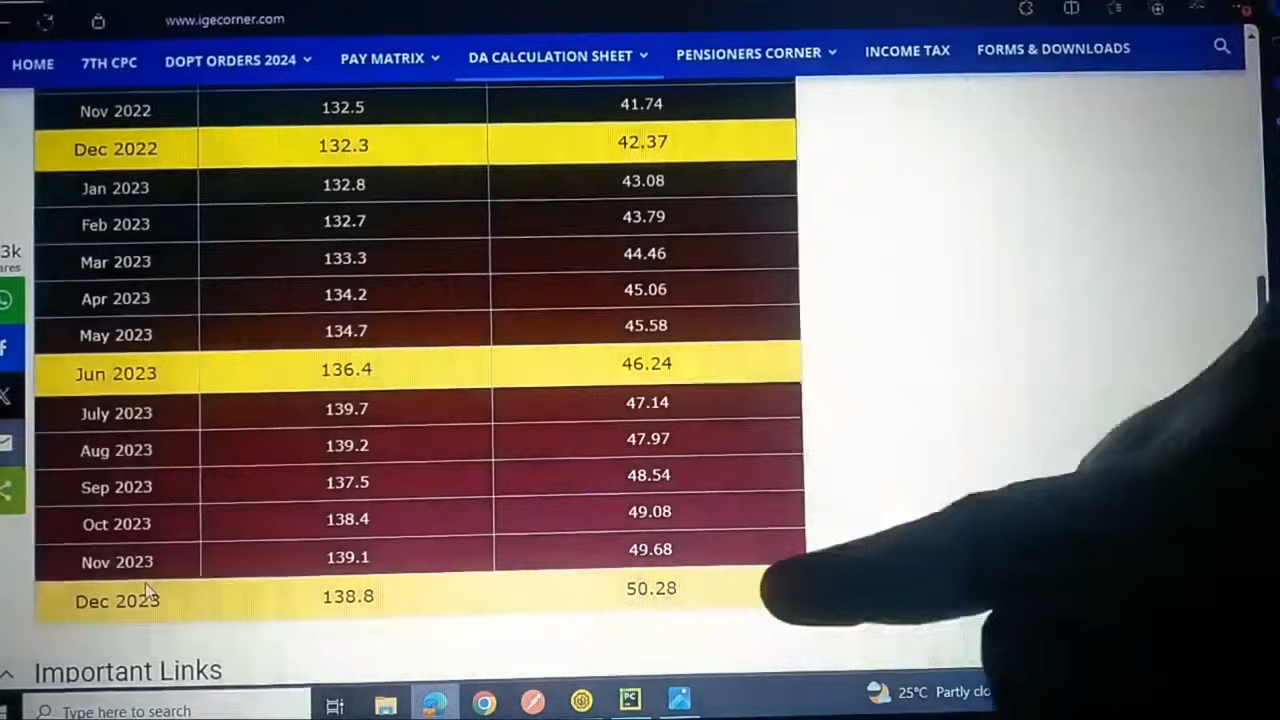 www.igecorner.com
HOME 7TH CPC DOPT ORDERS 2024 PAY MATRIX DA CALCULATION SHEET PENSIONERS CORNER INCOME TAX FORMS & DOWNLOADS
Nov 2022 132.5 41.74
Dec 2022 132.3 42.37
Jan 2023 132.8 43.08
Feb 2023 132.7 43.79
3k
Mar 2023 133.3 44.46
Apr 2023 134.2 45.06
May 2023 134.7 45.58
Jun 2023 136.4 46.24
July 2023 139.7 47.14
Aug 2023 139.2 47.97
Sep 2023 137.5 48.54
Oct 2023 138.4 49.08
Nov 2023 139.1 49.68
Dec 2023 138.8 50.28
Important Links
Type here to search
25°C Partly clo